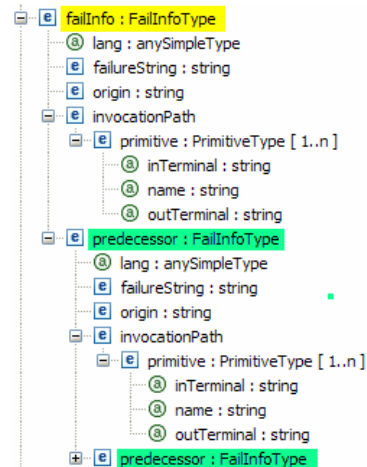 failInfo : FailInfoType
lang : anySimpleType
failureString : string
origin : string
invocationPath
primitive : PrimitiveType [ 1..n ]
inTerminal : string
name : string
outTerminal : string
predecessor : FailInfoType
lang : anySimpleType
failureString : string
origin : string
invocationPath
primitive : PrimitiveType [ 1..n ]
inTerminal : string
name : string
outTerminal : string
predecessor : FailInfoType